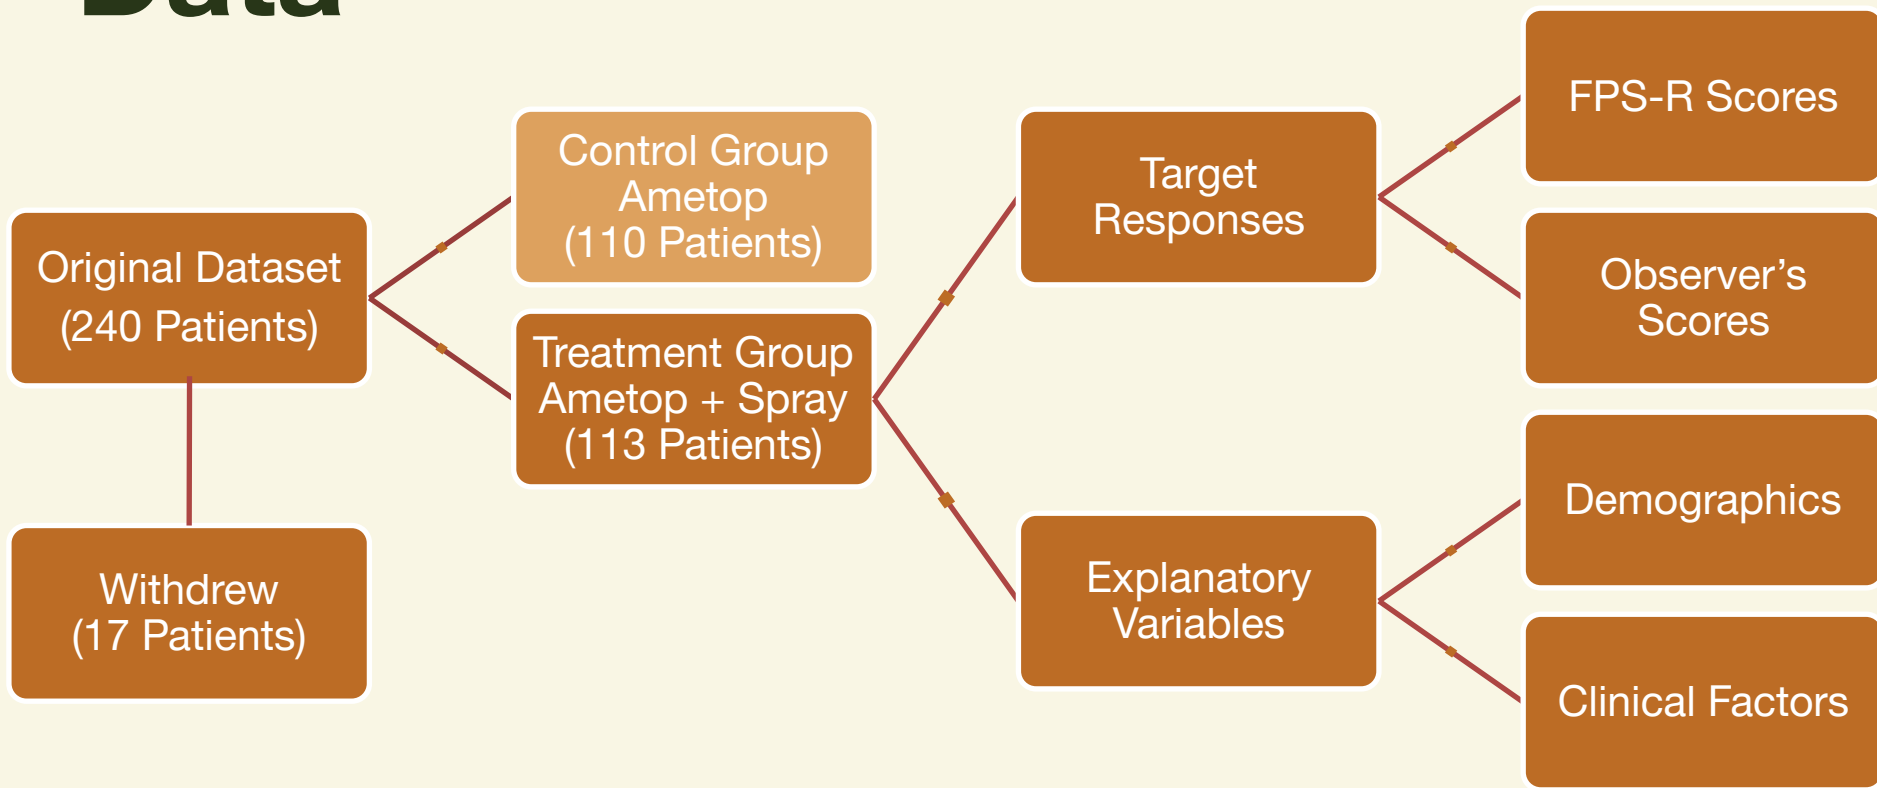 Data
Original Dataset
(240 Patients)
Withdrew
(17 Patients)
Control Group
Ametop
(110 Patients)
Treatment Group
Ametop + Spray
(113 Patients)
Target
Responses
Explanatory
Variables
FPS-R Scores
Observer’s
Scores
Demographics
Clinical Factors